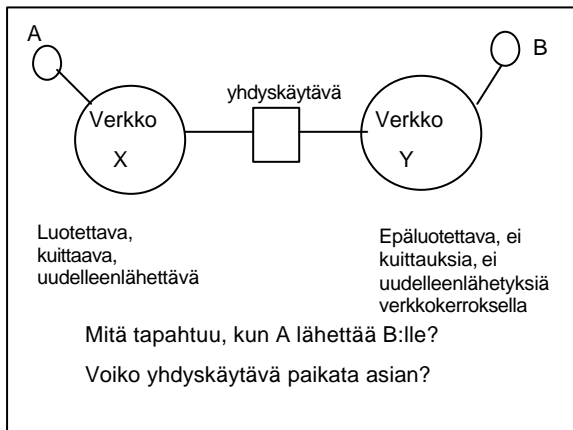 A
B
yhdyskäytävä
Verkko
X
Verkko
Y
Luotettava,
kuittaava,
uudelleenlähettävä
Epäluotettava, ei
kuittauksia, ei
uudelleenlähetyksiä
verkkokerroksella
Mitä tapahtuu, kun A lähettää B:lle?
Voiko yhdyskäytävä paikata asian?